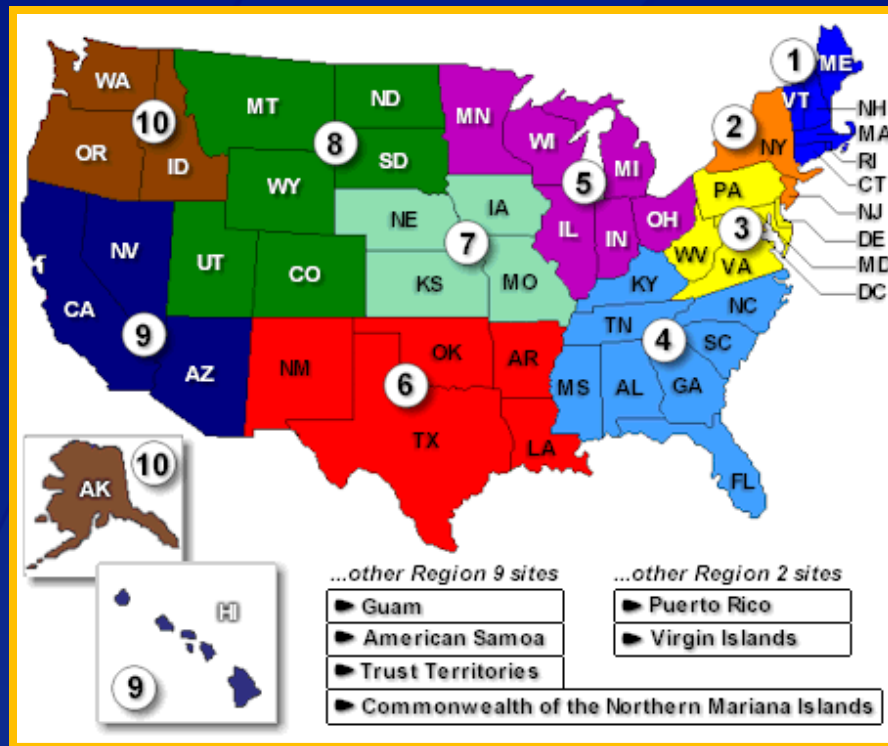 1
ME
WA
MT
ND
VT
NH
10
MN
2
MA
OR
8
WI
NY
RI
ID
SD
MI
CT
WY
5
PA
NJ
NE
IA
OH
3
DE
NV
7
IL
IN
WV
MD
UT
CO
VA
KS
MO
KY
DC
CA
NC
9
TN
4
SC
OK
AR
AZ
NM
6
MS
AL
GA
TX
LA
10
FL
AK
...other Region 9 sites
...other Region 2 sites
Guam
Puerto Rico
HI
American Samoa
Virgin Islands
Trust Territories
9
Commonwealth of the Northern Mariana Islands